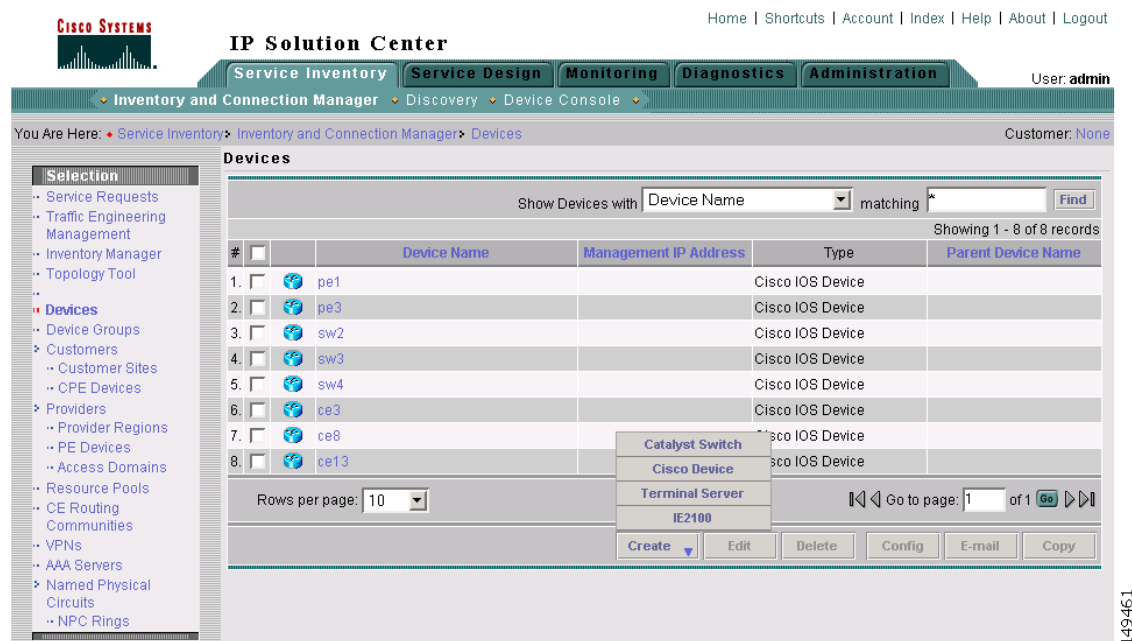 CISCO SYSTEMS
Home | Shortcuts | Account | Index | Help | About | Logout
IP Solution Center
Service Inventory Service Design Monitoring Diagnostics Administration
User: admin
Inventory and Connection Manager Discovery Device Console
You Are Here: Service Inventory Inventory and Connection Manager Devices
Customer: None
Selection
Service Requests
Traffic Engineering
Management
Inventory Manager
Topology Tool
Devices
Device Groups
Customers
Customer Sites
CPE Devices
Providers
Provider Regions
PE Devices
Access Domains
Resource Pools
CE Routing
Communities
VPNs
AAA Servers
Named Physical
Circuits
NPC Rings
Devices
Show Devices with Device Name matching * Find
Showing 1 - 8 of 8 records
# Device Name Management IP Address Type Parent Device Name
1. pe1 Cisco IOS Device
2. pe3 Cisco IOS Device
3. sw2 Cisco IOS Device
4. sw3 Cisco IOS Device
5. sw4 Cisco IOS Device
6. ce3 Cisco IOS Device
7. ce8 sco IOS Device
8. ce13 sco IOS Device
Catalyst Switch
Cisco Device
Terminal Server
IE2100
Rows per page: 10
Go to page: 1 of 1 Go
Create Edit Delete Config E-mail Copy
149461